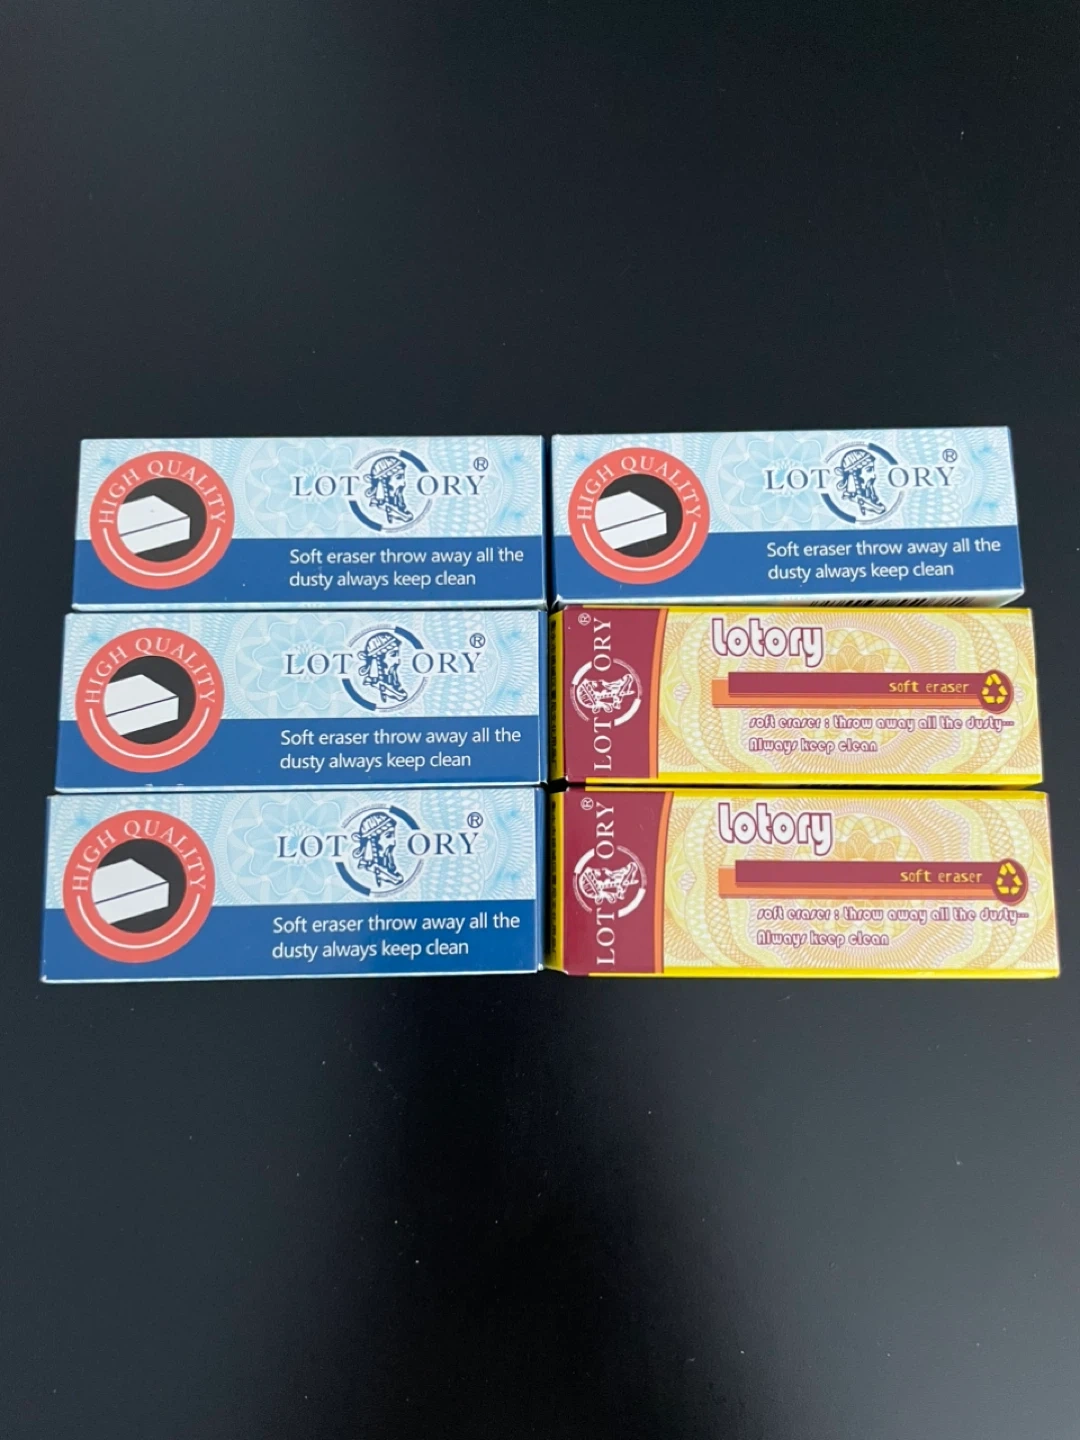 HIGH QUALITY
LOT ORY®
Soft eraser throw away all the
dusty always keep clean
HIGH QUALITY
LOT ORY®
Soft eraser throw away all the
dusty always keep clean
HIGH QUALITY
LOT ORY®
Soft eraser throw away all the
dusty always keep clean
LOT ORY®
Lotory
soft eraser
soft eraser : throw away all the dusty---
Always keep clean
HIGH QUALITY
LOT ORY®
Soft eraser throw away all the
dusty always keep clean
LOT ORY®
Lotory
soft eraser
soft eraser : throw away all the dusty---
Always keep clean